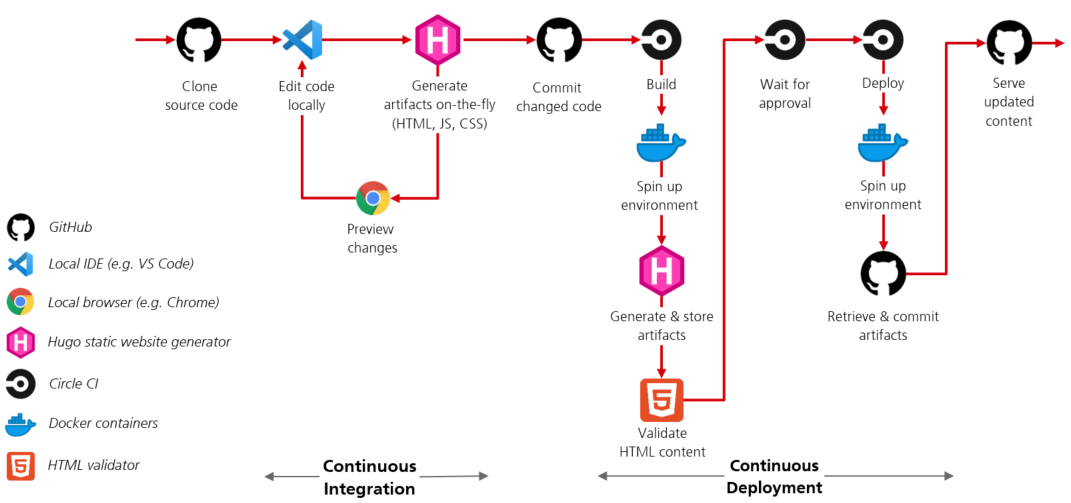 Clone
source code
Edit code
locally
Generate
artifacts on-the-fly
(HTML, JS, CSS)
Commit
changed code
Build
Wait for
approval
Deploy
Serve
updated
content
Preview
changes
Spin up
environment
Spin up
environment
Generate & store
artifacts
Retrieve & commit
artifacts
Validate
HTML content
GitHub
Local IDE (e.g. VS Code)
Local browser (e.g. Chrome)
Hugo static website generator
Circle CI
Docker containers
HTML validator
Continuous
Integration
Continuous
Deployment